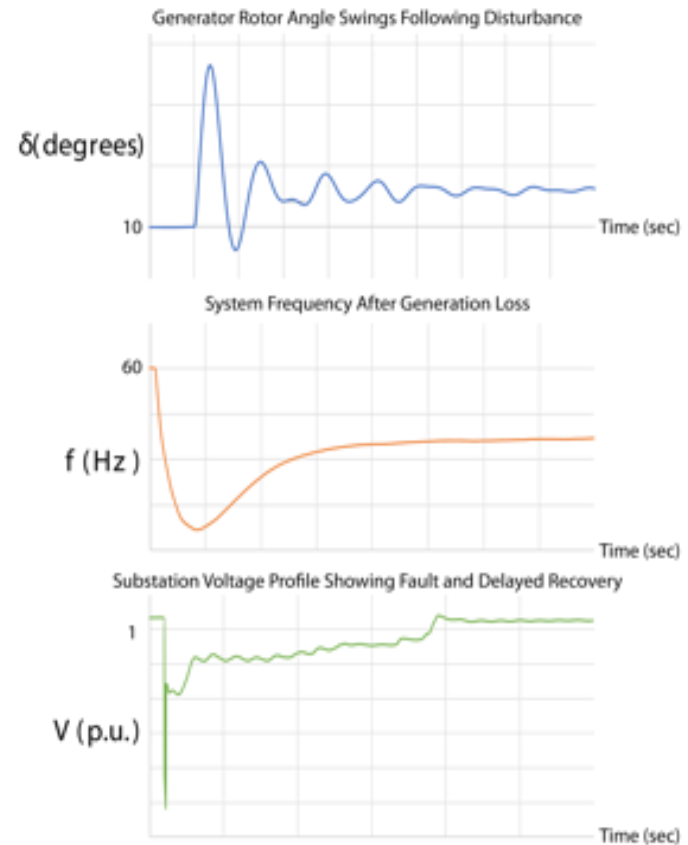 Generator Rotor Angle Swings Following Disturbance
δ(degrees)
10
Time (sec)
System Frequency After Generation Loss
60
f (Hz )
Time (sec)
Substation Voltage Profile Showing Fault and Delayed Recovery
1
V (p.u.)
Time (sec)